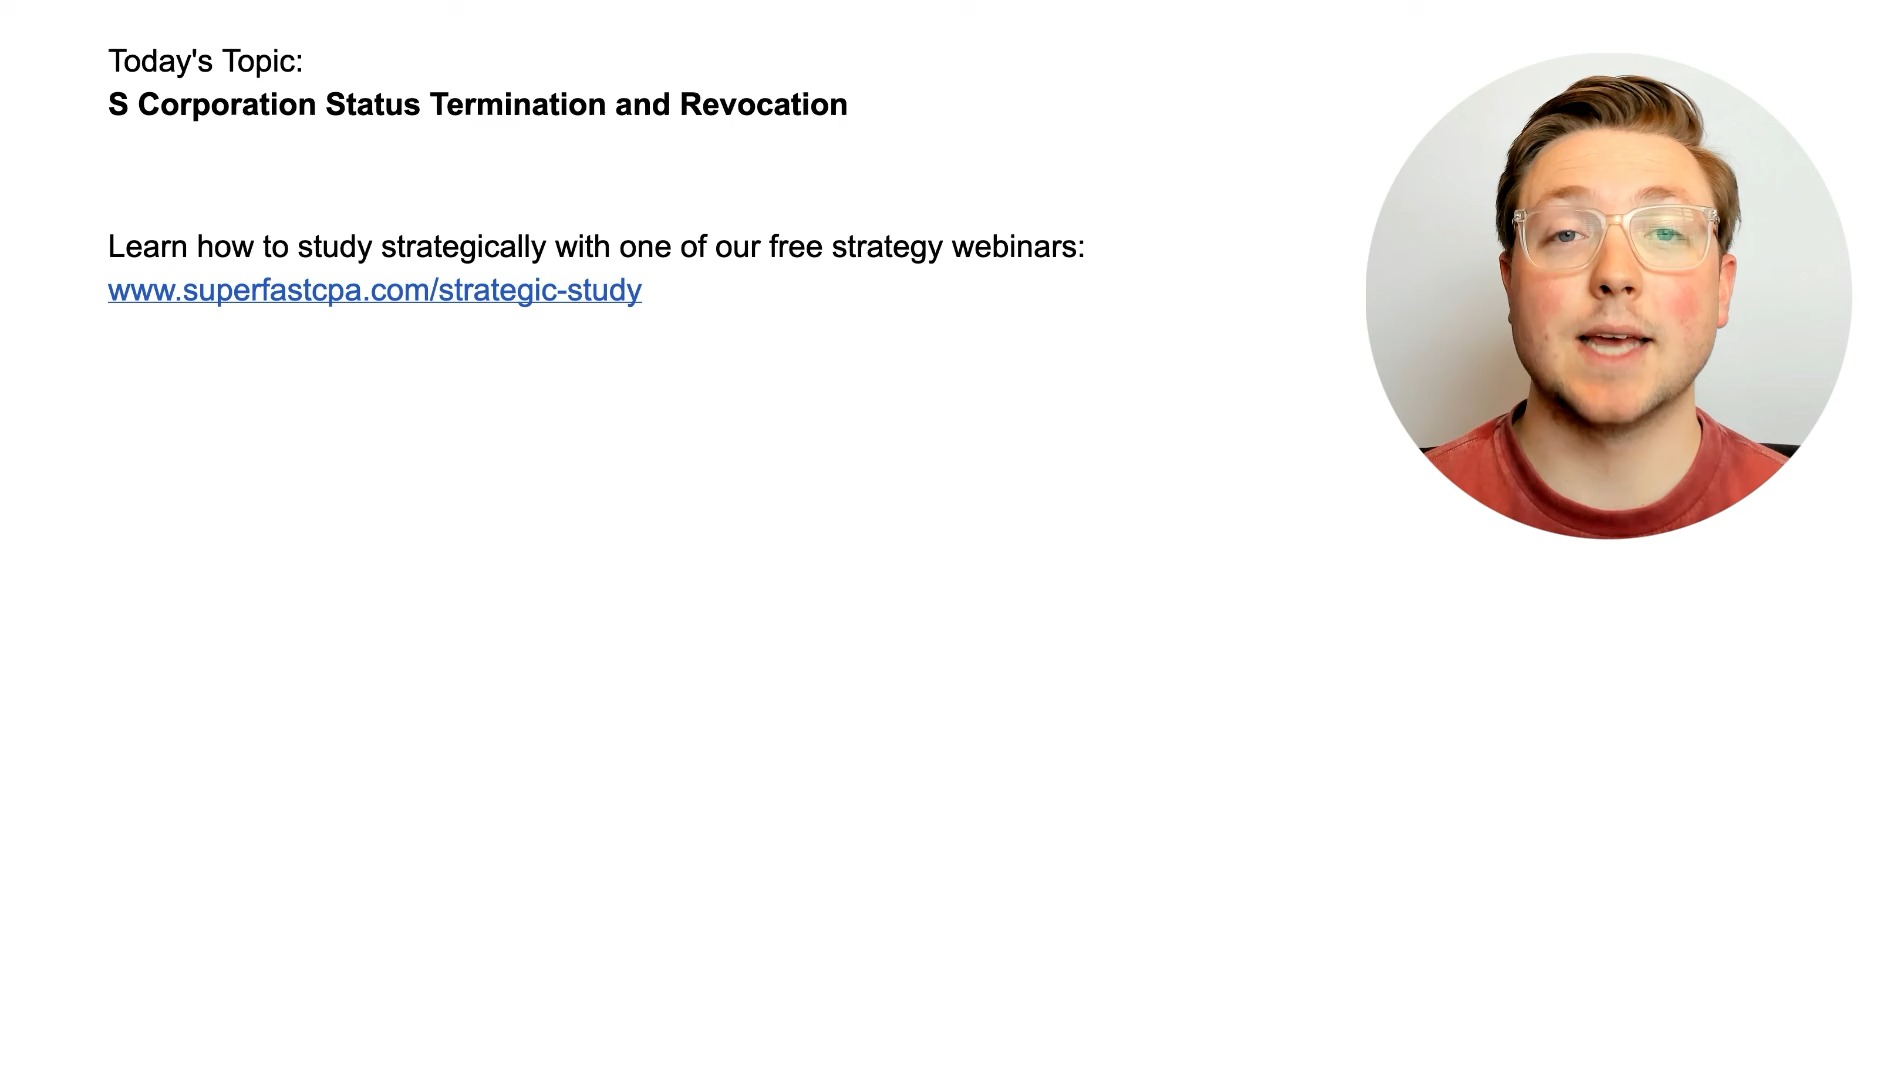 Today's Topic:
S Corporation Status Termination and Revocation
Learn how to study strategically with one of our free strategy webinars:
www.superfastcpa.com/strategic-study